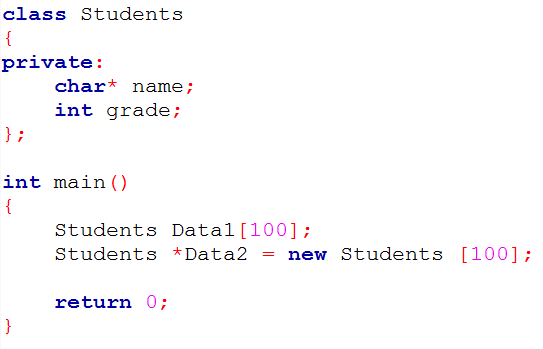 class Students
{
private:
    char* name;
    int grade;
};

int main()
{
    Students Data1[100];
    Students *Data2 = new Students [100];

    return 0;
}